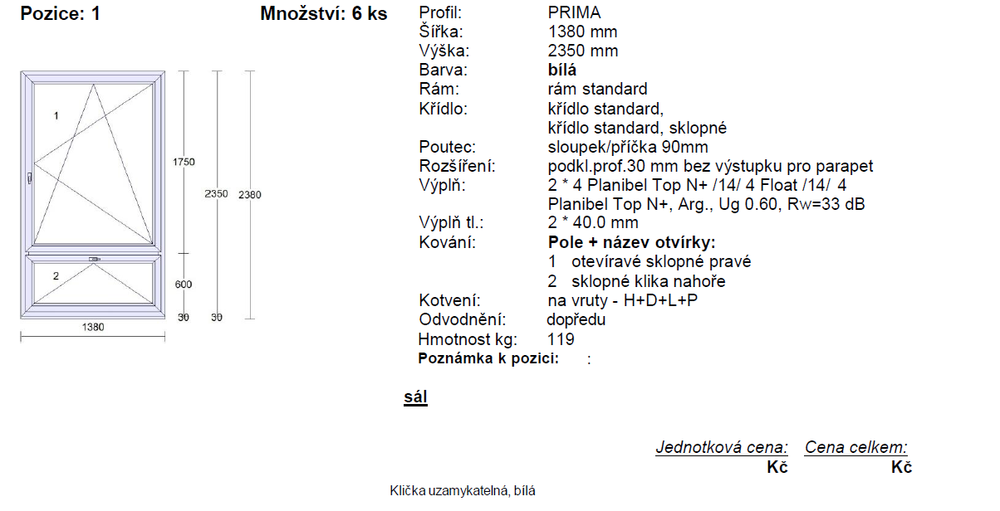 Pozice: 1
Množství: 6 ks
Profil: PRIMA
Šířka: 1380 mm
Výška: 2350 mm
Barva: bílá
Rám: rám standard
Křídlo: křídlo standard,
křídlo standard, sklopné
Poutec: sloupek/příčka 90mm
Rozšíření: podkl.prof.30 mm bez výstupku pro parapet
Výplň: 2 * 4 Planibel Top N+ /14/ 4 Float /14/ 4
Planibel Top N+, Arg., Ug 0.60, Rw=33 dB
Výplň tl.: 2 * 40.0 mm
Kování: Pole + název otvírky:
1 otevíravé sklopné pravé
2 sklopné klika nahoře
Kotvení: na vruty - H+D+L+P
Odvodnění: dopředu
Hmotnost kg: 119
Poznámka k pozici: :
1
1750
2350
2380
2
600
30
30
1380
sál
Jednotková cena: Cena celkem:
Kč Kč
Klička uzamykatelná, bílá